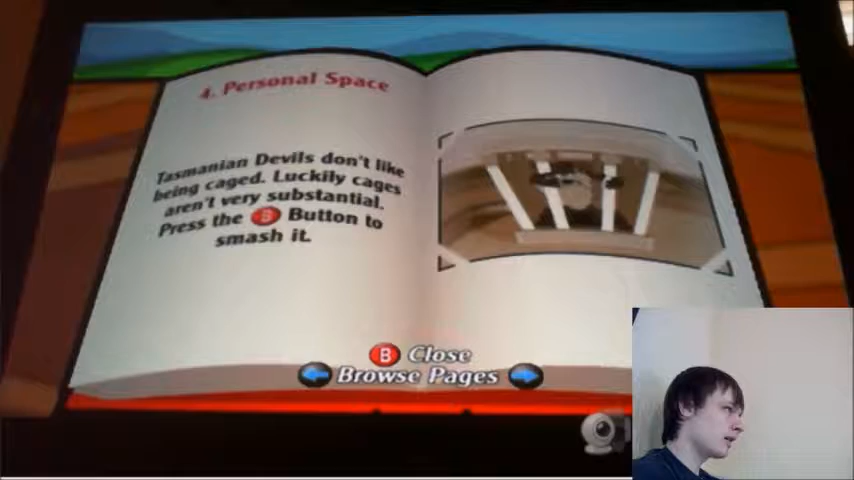 4. Personal Space
Tasmanian Devils don't like
being caged. Luckily cages
aren't very substantial.
Press the B Button to
smash it.
B Close
Browse Pages